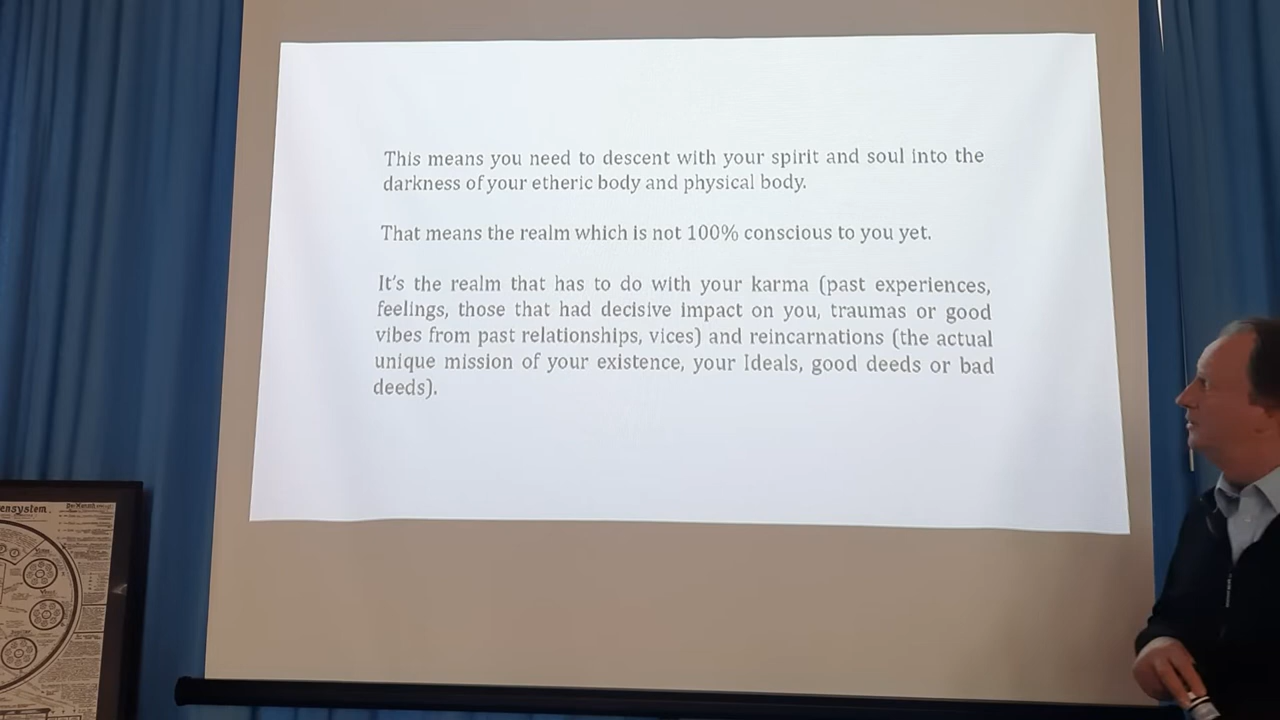 This means you need to descent with your spirit and soul into the
darkness of your etheric body and physical body.
That means the realm which is not 100% conscious to you yet.
It's the realm that has to do with your karma (past experiences,
feelings, those that had decisive impact on you, traumas or good
vibes from past relationships, vices) and reincarnations (the actual
unique mission of your existence, your Ideals, good deeds or bad
deeds).
ensystem.